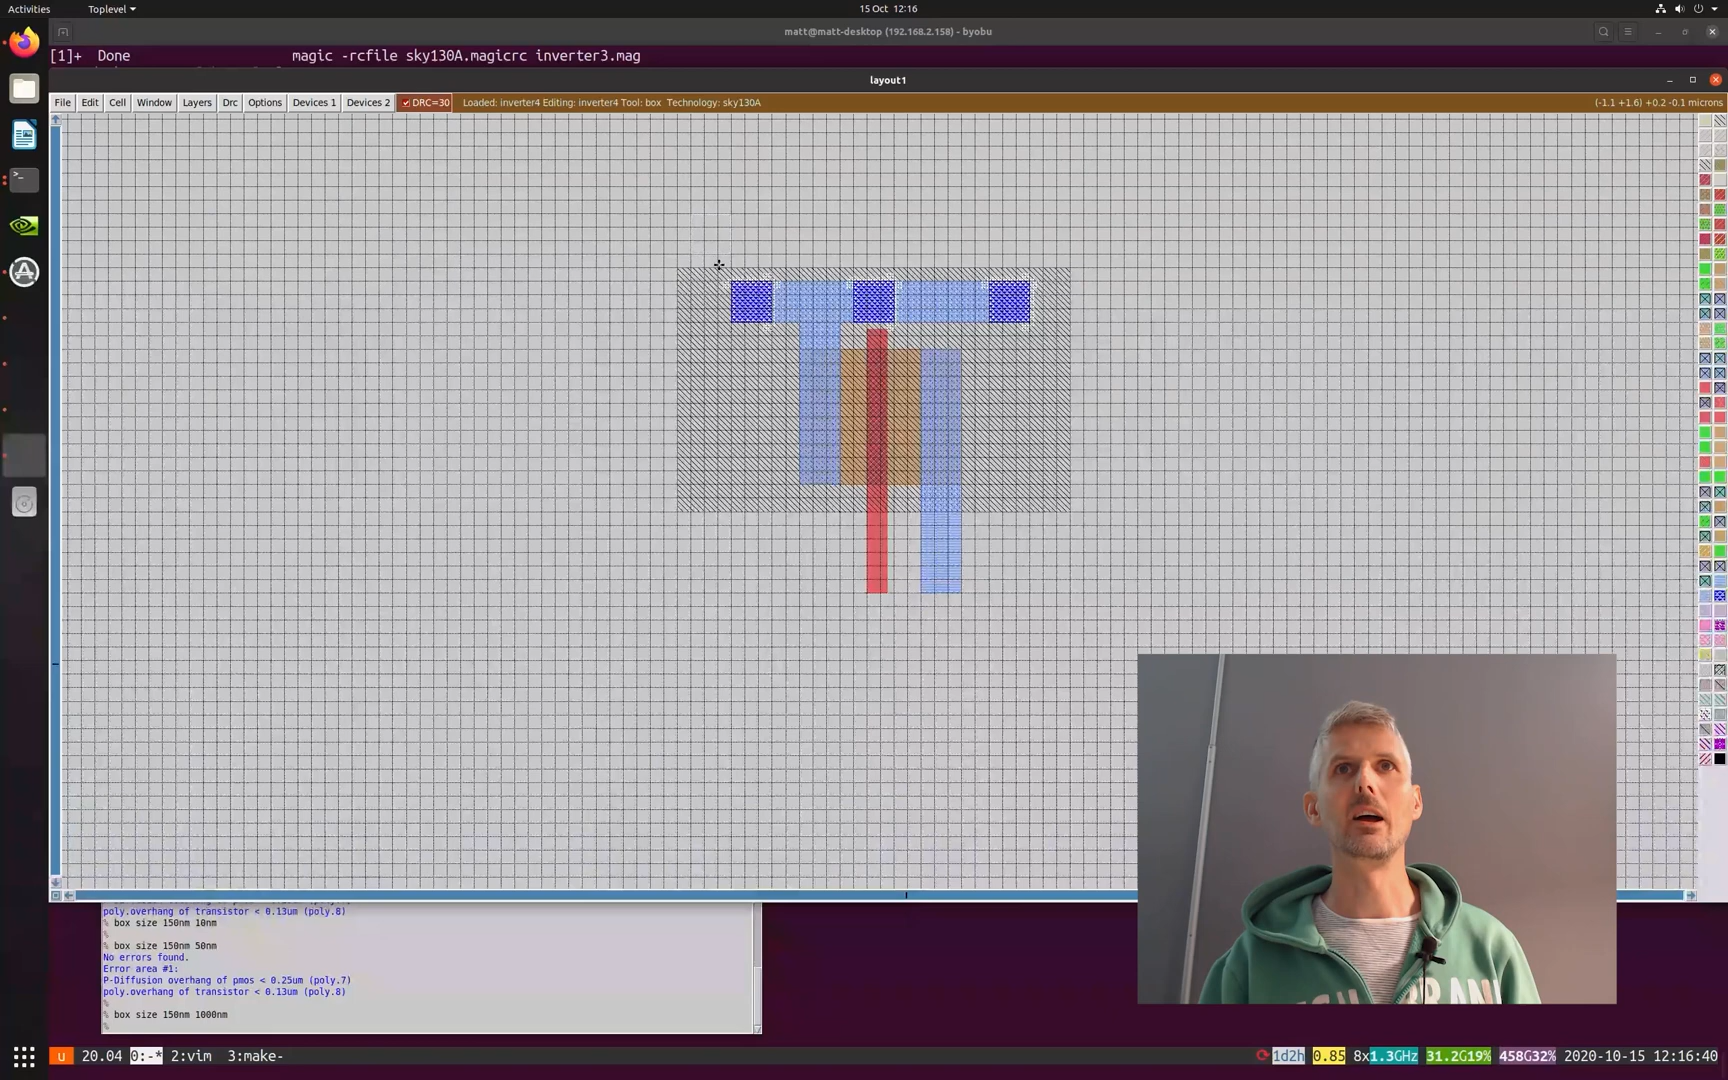 Activities Toplevel 15 Oct 12:16
matt@matt-desktop (192.168.2.158) - byobu
[1]+ Done magic -rcfile sky130A.magicrc inverter3.mag
layout1
File Edit Cell Window Layers Drc Options Devices 1 Devices 2 DRC=30 Loaded: inverter4 Editing: inverter4 Tool: box Technology: sky130A (-1.1 +1.6) +0.2 -0.1 microns
poly.overhang of transistor < 0.13um (poly.8)
% box size 150nm 10nm
%
% box size 150nm 50nm
No errors found.
Error area #1:
P-Diffusion overhang of pmos < 0.25um (poly.7)
poly.overhang of transistor < 0.13um (poly.8)
%
% box size 150nm 1000nm
%
u 20.04 0:-* 2:vim 3:make- 1d2h 0.85 8x1.3GHz 31.2G19% 458G32% 2020-10-15 12:16:40